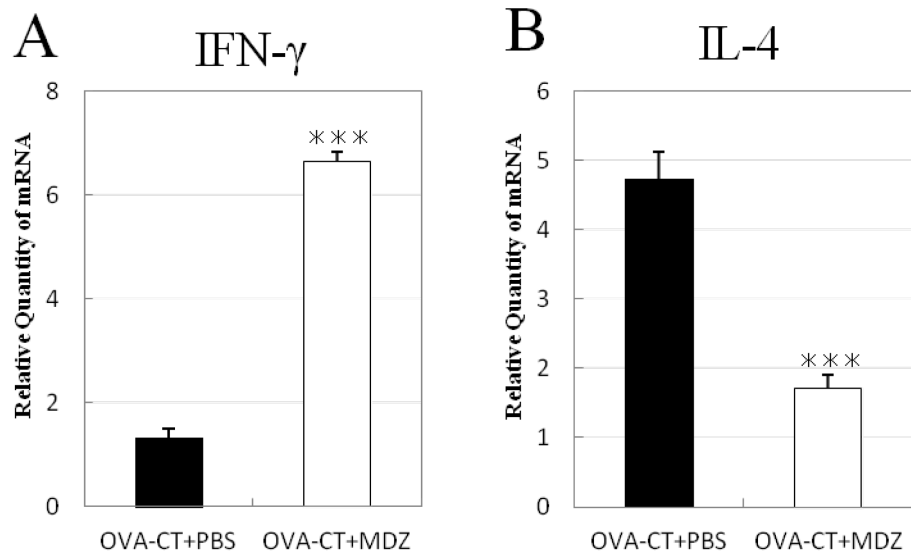 A
IFN-γ
Relative Quantity of mRNA
8
6
4
2
0
***
OVA-CT+PBS
OVA-CT+MDZ
B
IL-4
Relative Quantity of mRNA
6
5
4
3
2
1
0
***
OVA-CT+PBS
OVA-CT+MDZ